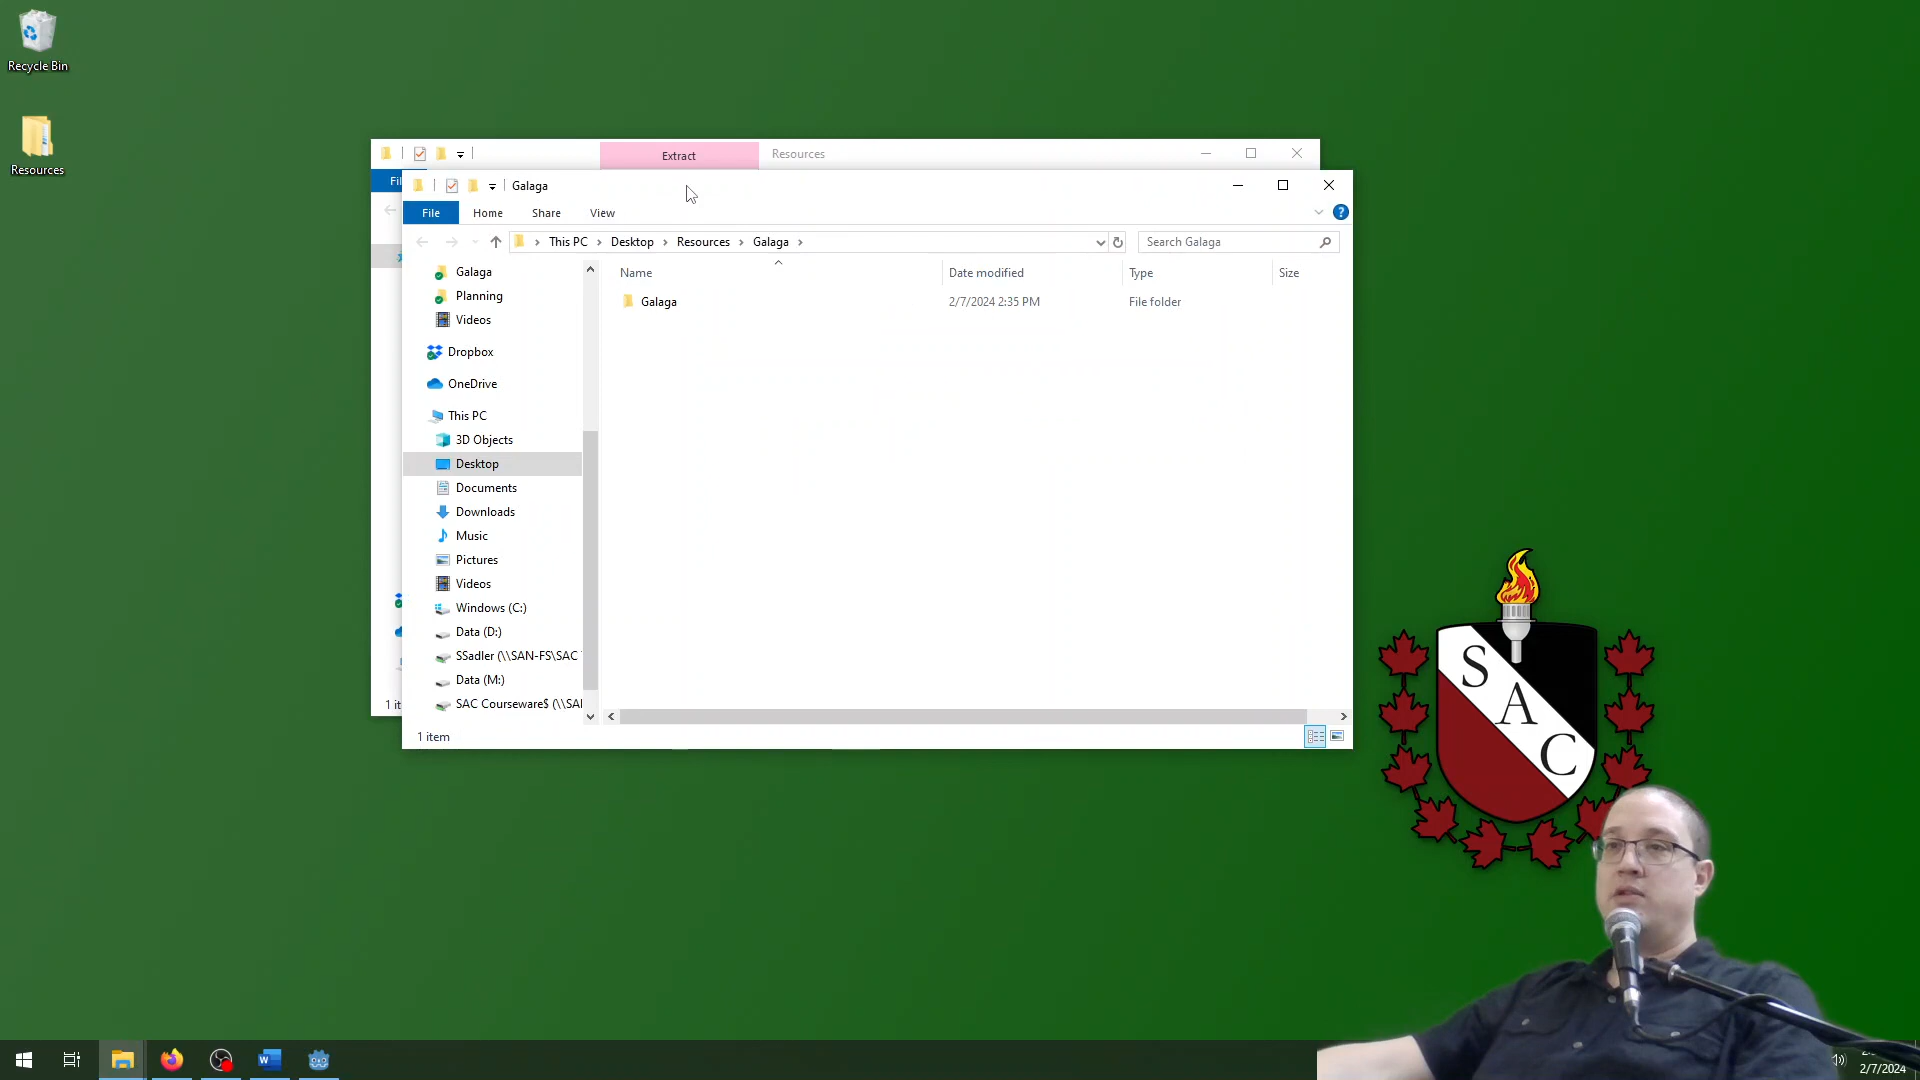 Recycle Bin
Resources
Extract
Resources
Galaga
File
Home
Share
View
This PC
Desktop
Resources
Galaga
Search Galaga
Name
Date modified
Type
Size
Galaga
2/7/2024 2:35 PM
File folder
Galaga
Planning
Videos
Dropbox
OneDrive
This PC
3D Objects
Desktop
Documents
Downloads
Music
Pictures
Videos
Windows (C:)
Data (D:)
SSadler (\\SAN-FS\SAC
Data (M:)
SAC Courseware$ (\\SAI
1 item
S
A
C
2/7/2024